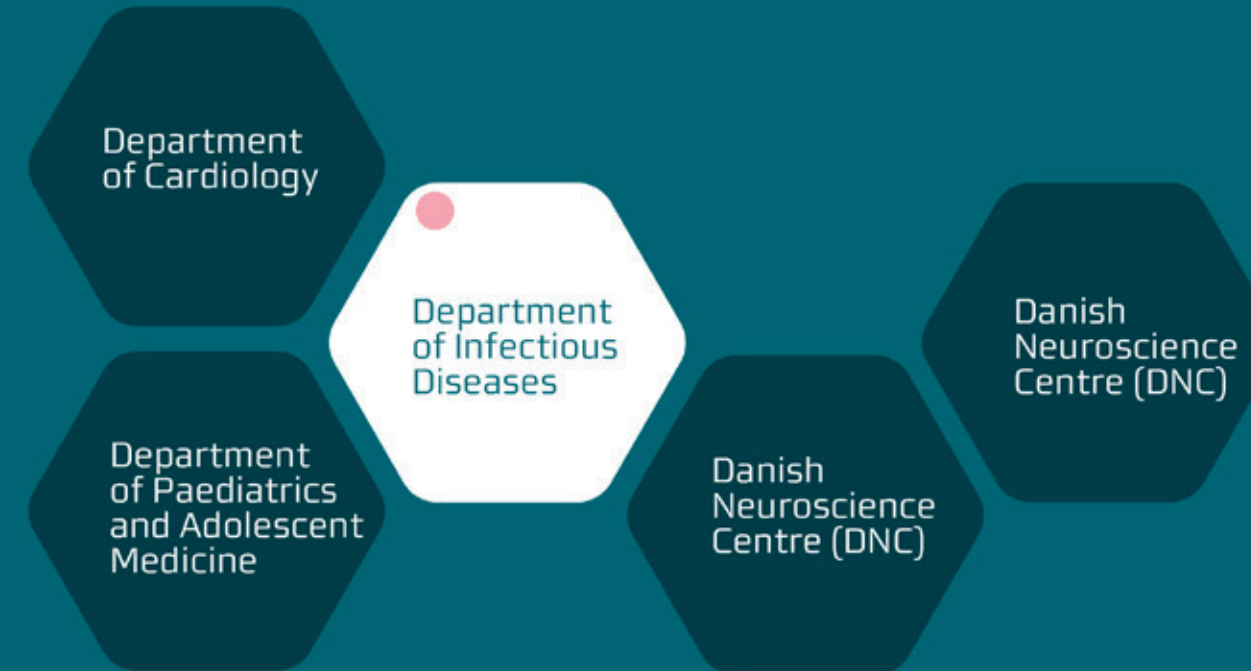 Department
of Cardiology
Department
of Infectious
Diseases
Danish
Neuroscience
Centre (DNC)
Department
of Paediatrics
and Adolescent
Medicine
Danish
Neuroscience
Centre (DNC)